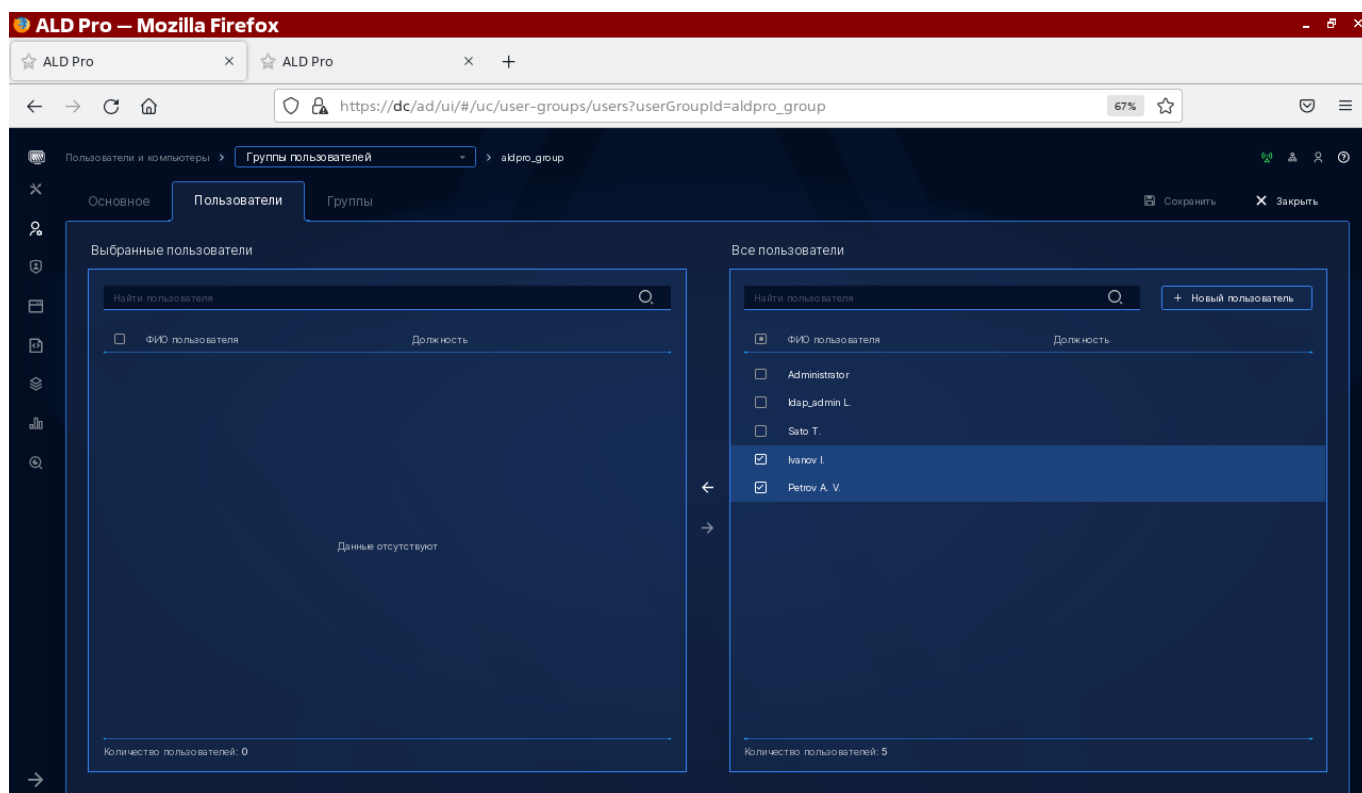 ALD Pro — Mozilla Firefox
ALD Pro
ALD Pro
https://dc/ad/ui/#/uc/user-groups/users?userGroupId=aldpro_group
67%
Пользователи и компьютеры > Группы пользователей > aldpro_group
Основное Пользователи Группы
Сохранить Закрыть
Выбранные пользователи
Найти пользователя
ФИО пользователя Должность
Данные отсутствуют
Количество пользователей: 0
Все пользователи
Найти пользователя
+ Новый пользователь
ФИО пользователя Должность
Administrator
ldap_admin L.
Sato T.
Ivanov I.
Petrov A. V.
Количество пользователей: 5